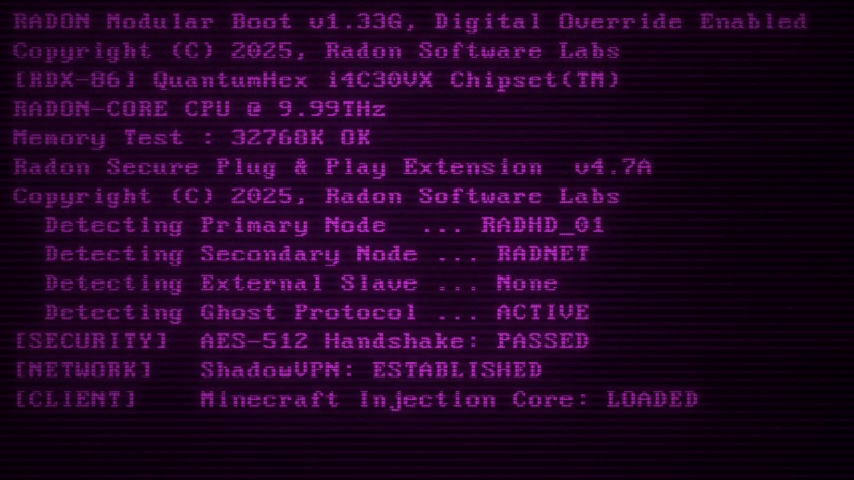 RADON Modular Boot v1.33G, Digital Override Enabled
Copyright (C) 2025, Radon Software Labs
[RDX-86] QuantumHex i4C30VX Chipset(TM)
RADON-CORE CPU @ 9.99THz
Memory Test : 32768K OK
Radon Secure Plug & Play Extension  v4.7A
Copyright (C) 2025, Radon Software Labs
  Detecting Primary Node   ... RADHD_01
  Detecting Secondary Node ... RADNET
  Detecting External Slave ... None
  Detecting Ghost Protocol ... ACTIVE
[SECURITY]  AES-512 Handshake: PASSED
[NETWORK]   ShadowVPN: ESTABLISHED
[CLIENT]    Minecraft Injection Core: LOADED